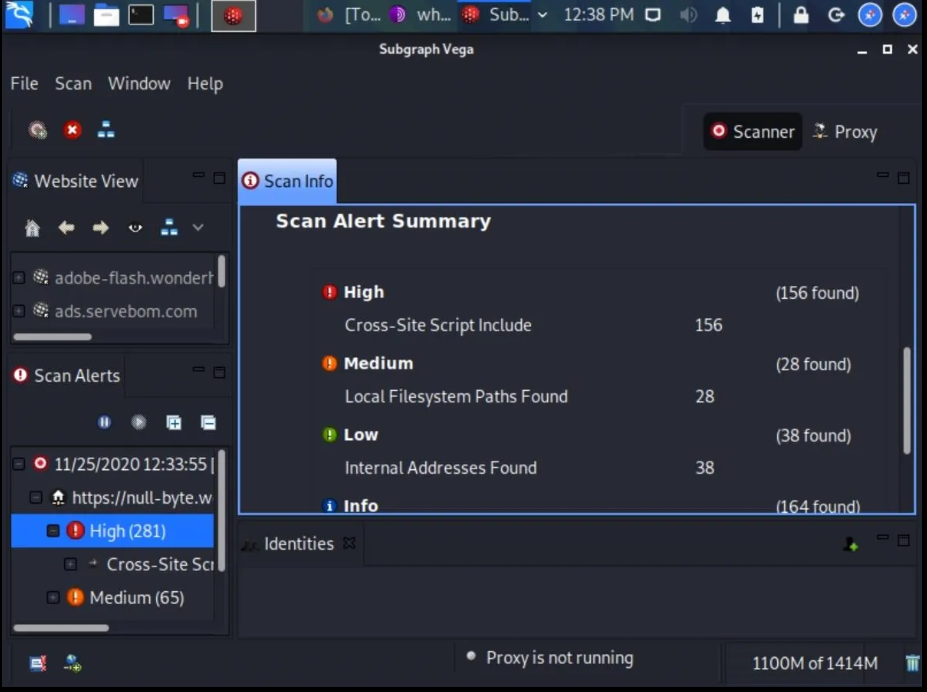 [To... wh... Sub... 12:38 PM
Subgraph Vega
File Scan Window Help
Scanner Proxy
Website View
Scan Info
adobe-flash.wonderh
ads.servebom.com
Scan Alert Summary
High (156 found)
Cross-Site Script Include 156
Medium (28 found)
Local Filesystem Paths Found 28
Low (38 found)
Internal Addresses Found 38
Info (164 found)
Scan Alerts
11/25/2020 12:33:55 [
https://null-byte.w
High (281)
Cross-Site Scr
Medium (65)
Identities
Proxy is not running
1100M of 1414M